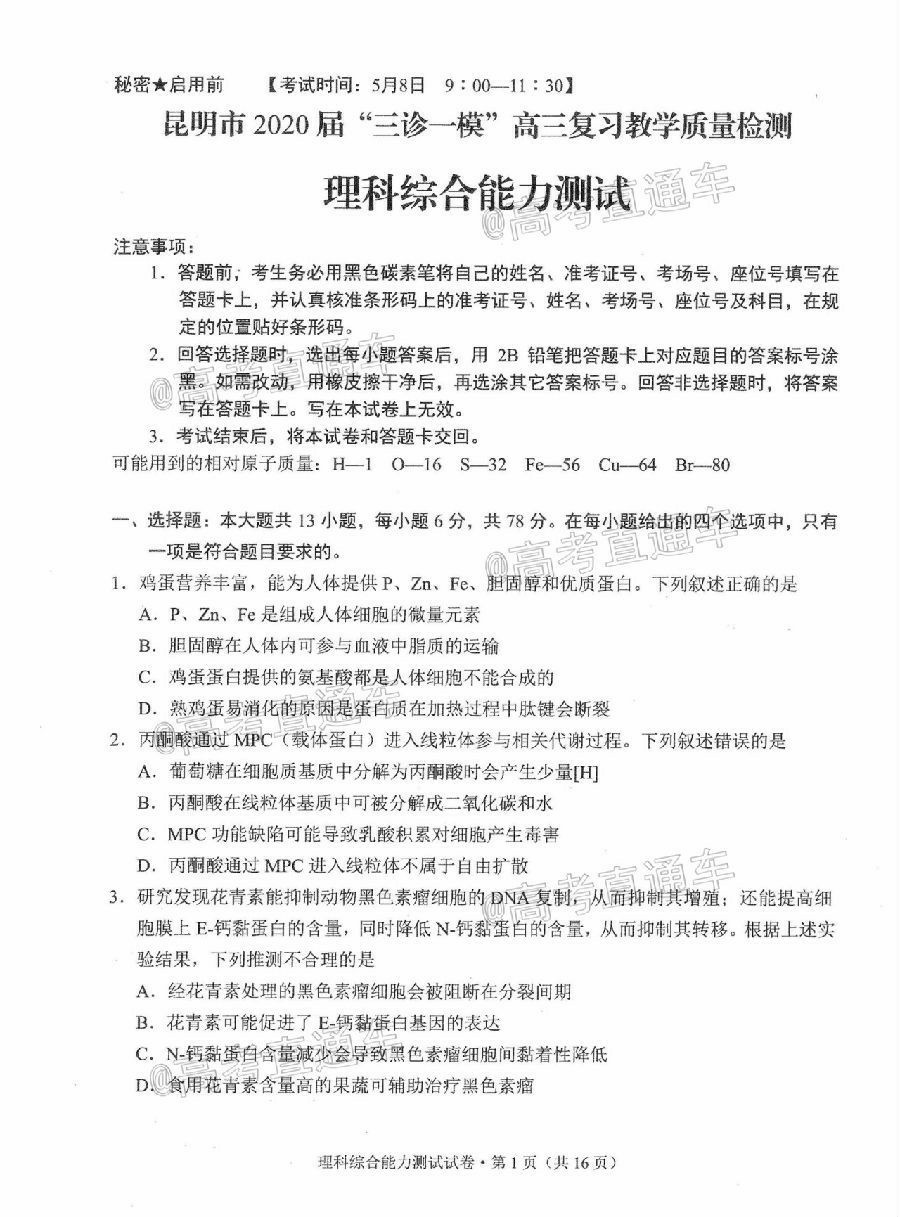 秘密★启用前 【考试时间：5月8日 9：00—11：30】
昆明市 2020 届“三诊一模”高三复习教学质量检测
理科综合能力测试
注意事项：
1．答题前，考生务必用黑色碳素笔将自己的姓名、准考证号、考场号、座位号填写在
答题卡上，并认真核准条形码上的准考证号、姓名、考场号、座位号及科目，在规
定的位置贴好条形码。
2．回答选择题时，选出每小题答案后，用 2B 铅笔把答题卡上对应题目的答案标号涂
黑。如需改动，用橡皮擦干净后，再选涂其它答案标号。回答非选择题时，将答案
写在答题卡上。写在本试卷上无效。
3．考试结束后，将本试卷和答题卡交回。
可能用到的相对原子质量：H—1 O—16 S—32 Fe—56 Cu—64 Br—80
一、选择题：本大题共 13 小题，每小题 6 分，共 78 分。在每小题给出的四个选项中，只有
一项是符合题目要求的。
1．鸡蛋营养丰富，能为人体提供 P、Zn、Fe、胆固醇和优质蛋白。下列叙述正确的是
A．P、Zn、Fe 是组成人体细胞的微量元素
B．胆固醇在人体内可参与血液中脂质的运输
C．鸡蛋蛋白提供的氨基酸都是人体细胞不能合成的
D．熟鸡蛋易消化的原因是蛋白质在加热过程中肽键会断裂
2．丙酮酸通过 MPC（载体蛋白）进入线粒体参与相关代谢过程。下列叙述错误的是
A．葡萄糖在细胞质基质中分解为丙酮酸时会产生少量[H]
B．丙酮酸在线粒体基质中可被分解成二氧化碳和水
C．MPC 功能缺陷可能导致乳酸积累对细胞产生毒害
D．丙酮酸通过 MPC 进入线粒体不属于自由扩散
3．研究发现花青素能抑制动物黑色素瘤细胞的 DNA 复制，从而抑制其增殖；还能提高细
胞膜上 E-钙黏蛋白的含量，同时降低 N-钙黏蛋白的含量，从而抑制其转移。根据上述实
验结果，下列推测不合理的是
A．经花青素处理的黑色素瘤细胞会被阻断在分裂间期
B．花青素可能促进了 E-钙黏蛋白基因的表达
C．N-钙黏蛋白含量减少会导致黑色素瘤细胞间黏着性降低
D．食用花青素含量高的果蔬可辅助治疗黑色素瘤
理科综合能力测试试卷·第 1 页（共 16 页）
@高考直通车
@高考直通车
@高考直通车
@高考直通车
@高考直通车
@高考直通车